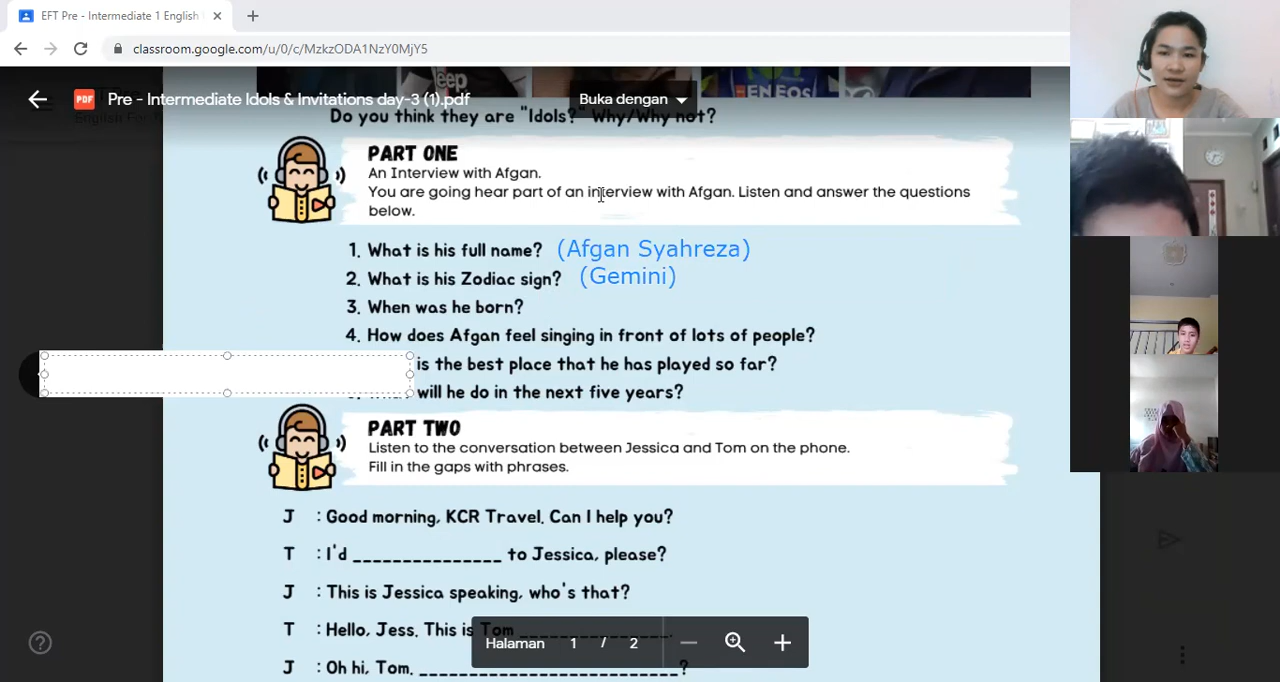 EFT Pre - Intermediate 1 English
classroom.google.com/u/0/c/MzkzODA1NzY0MjY5
Jeep
ENEOS
PDF Pre - Intermediate Idols & Invitations day-3 (1).pdf
Buka dengan
Do you think they are "Idols?" Why/Why not?
PART ONE
An Interview with Afgan.
You are going hear part of an interview with Afgan. Listen and answer the questions
below.
1. What is his full name? (Afgan Syahreza)
2. What is his Zodiac sign? (Gemini)
3. When was he born?
4. How does Afgan feel singing in front of lots of people?
is the best place that he has played so far?
will he do in the next five years?
PART TWO
Listen to the conversation between Jessica and Tom on the phone.
Fill in the gaps with phrases.
J : Good morning, KCR Travel. Can I help you?
T : I'd _______________ to Jessica, please?
J : This is Jessica speaking, who's that?
T : Hello, Jess. This is Tom _______________.
J : Oh hi, Tom. __________________________?
Halaman 1 / 2